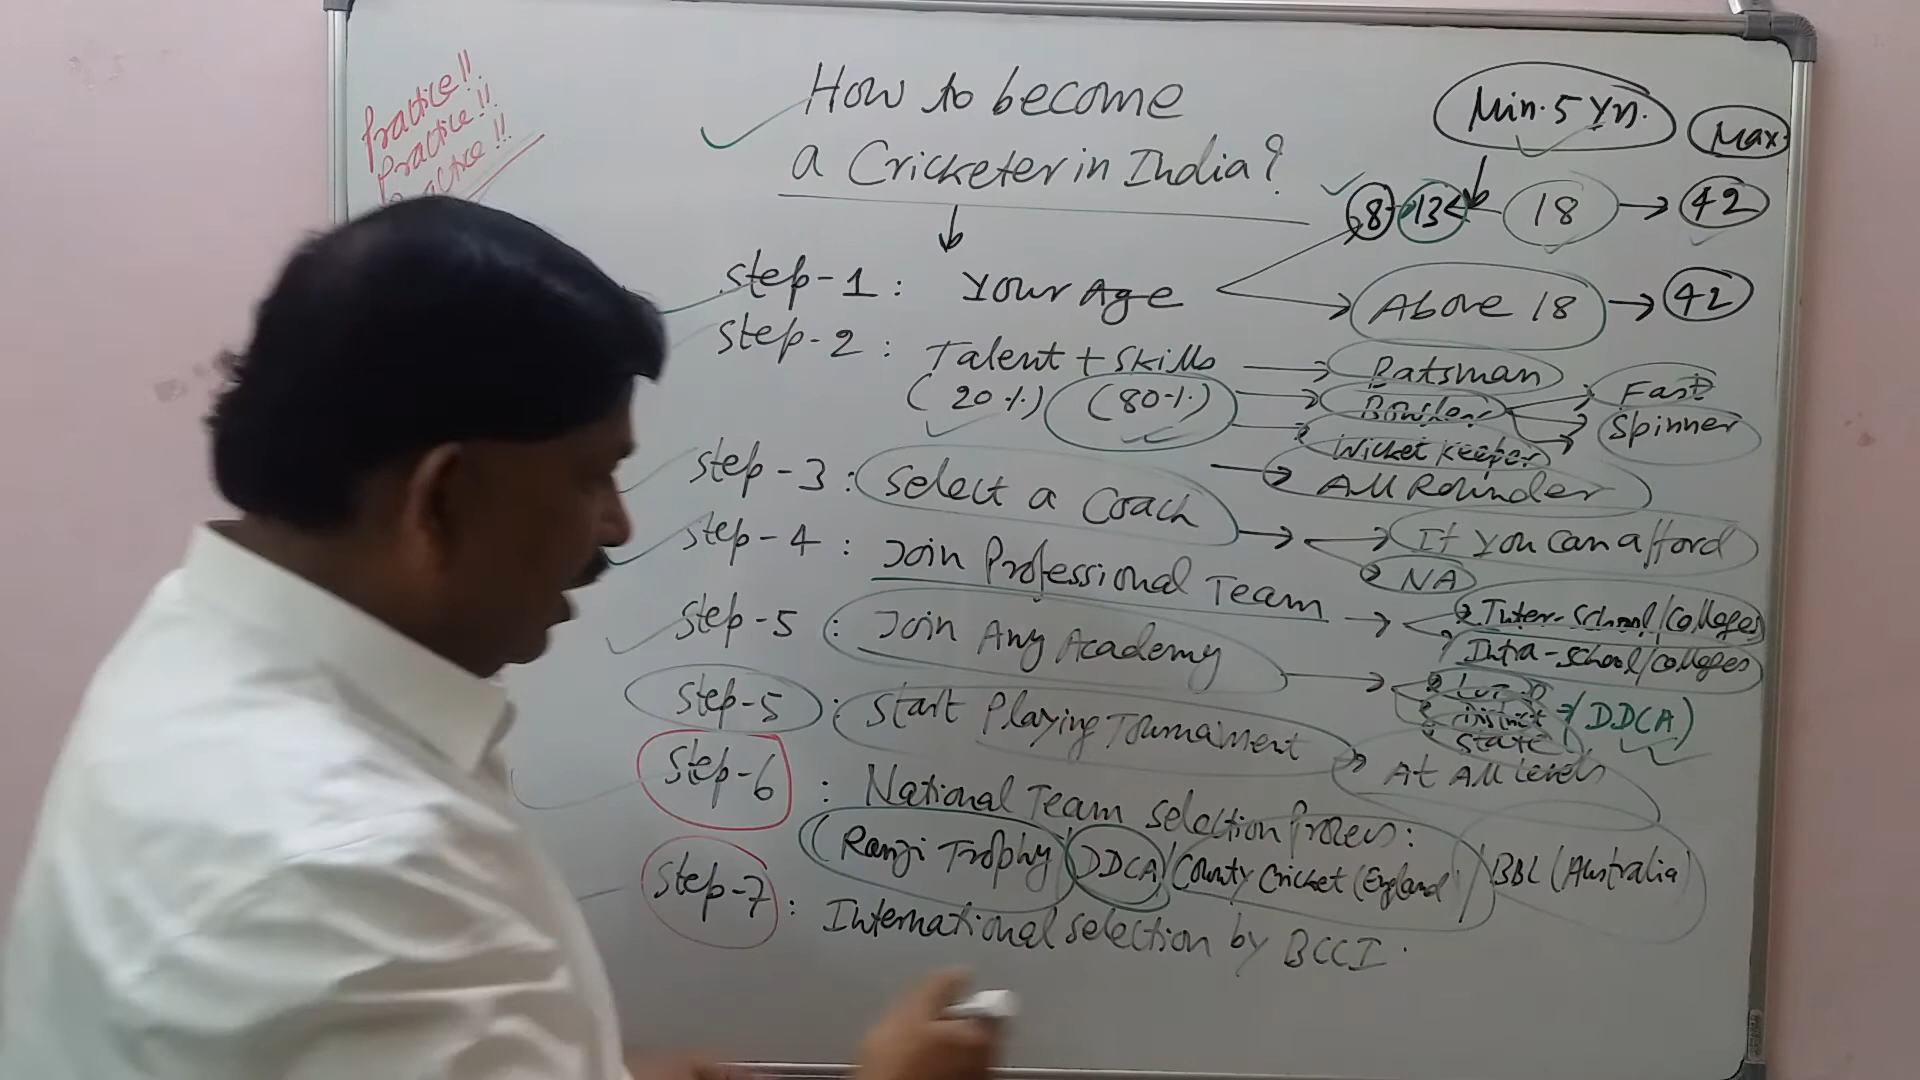 Practice!!
Practice!!
Practice!!
How to become
a Cricketer in India?
Min. 5 Yrs.
Max.
8 13 18 → 42
Step-1 : Your Age
Above 18 → 42
Step-2 : Talent + Skills
(20%) (80%)
Batsman
Bowler
Fast
Spinner
Wicket Keeper
All Rounder
Step-3 : Select a Coach
If you can afford
NA
Step-4 : Join Professional Team
Inter-School/Colleges
Intra-School/Colleges
Step-5 : Join Any Academy
District
State
(DDCA)
Step-5 : Start Playing Tournament
At All Levels
Step-6 : National Team Selection Process:
(Ranji Trophy/DDCA/County Cricket (England)/BBL (Australia)
Step-7 : International selection by BCCI.